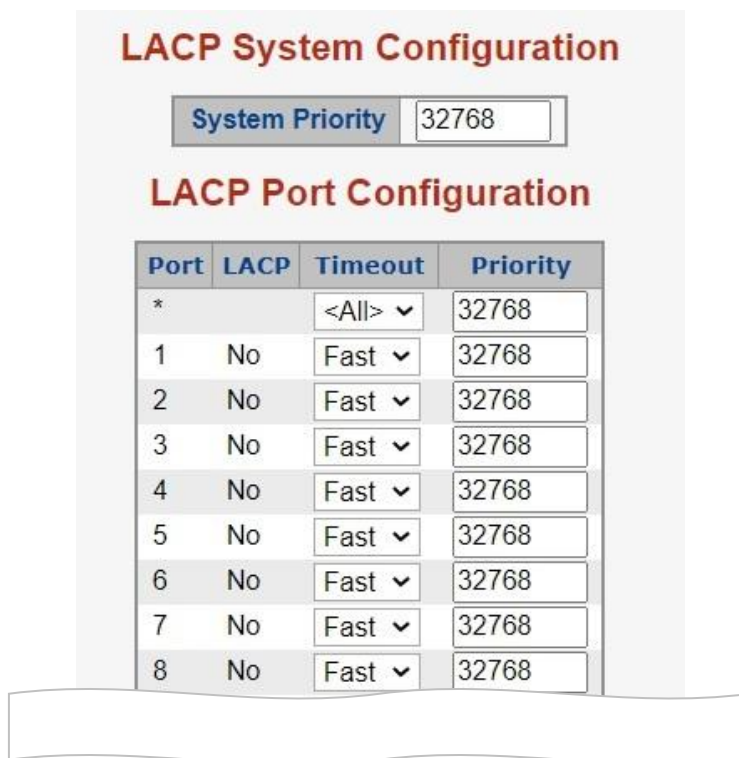 LACP System Configuration
System Priority 32768
LACP Port Configuration
Port LACP Timeout Priority
* <All> 32768
1 No Fast 32768
2 No Fast 32768
3 No Fast 32768
4 No Fast 32768
5 No Fast 32768
6 No Fast 32768
7 No Fast 32768
8 No Fast 32768